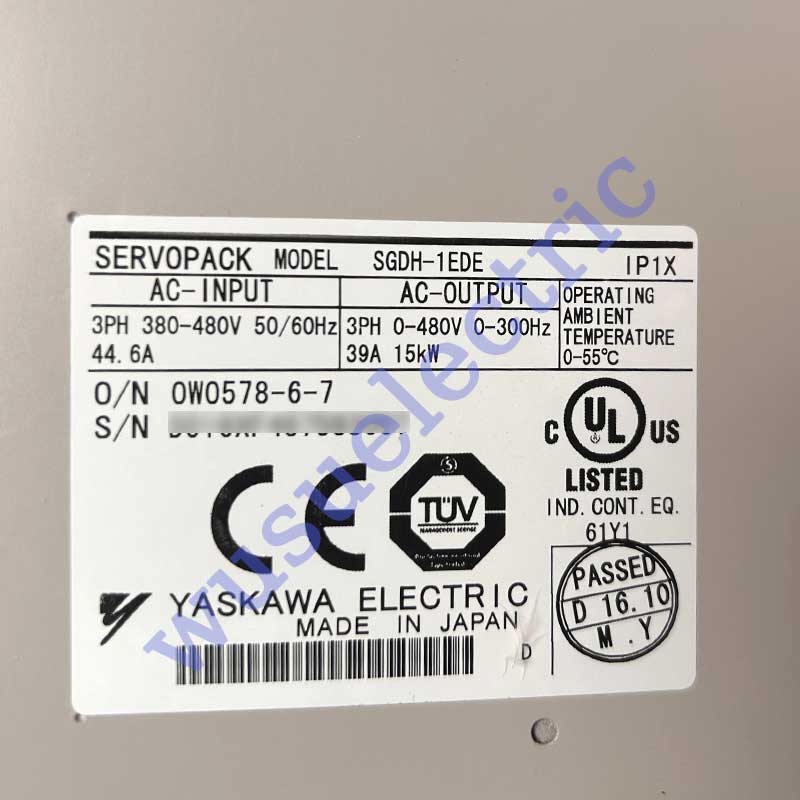 SERVOPACK MODEL SGDH-1EDE IP1X
AC-INPUT
3PH 380-480V 50/60Hz
44.6A
AC-OUTPUT
3PH 0-480V 0-300Hz
39A 15kW
OPERATING
AMBIENT
TEMPERATURE
0-55℃
O/N 0W0578-6-7
S/N
C UL US
LISTED
IND. CONT. EQ.
61Y1
CE
TÜV
PASSED
D 16.10
M.Y
YASKAWA ELECTRIC
MADE IN JAPAN
D
wusuelectric